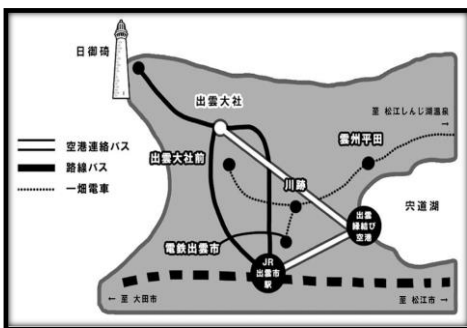 日御碕
出雲大社
至 松江しんじ湖温泉
→
雲州平田
空港連絡バス
路線バス
一畑電車
出雲大社前
川跡
宍道湖
出雲
縁結び
空港
電鉄出雲市
JR
出雲市
駅
← 至 大田市
至 松江市 →